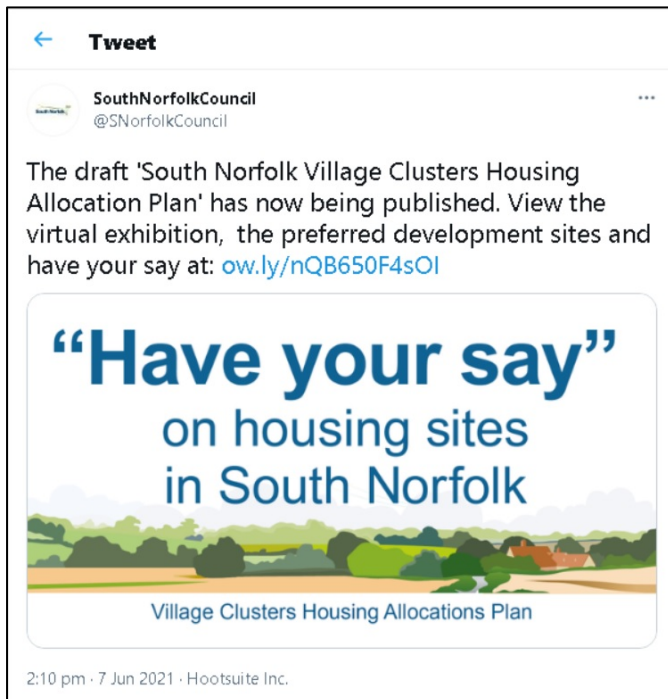 Tweet
SouthNorfolkCouncil
@SNorfolkCouncil
The draft 'South Norfolk Village Clusters Housing
Allocation Plan' has now being published. View the
virtual exhibition, the preferred development sites and
have your say at: ow.ly/nQB650F4sOI
“Have your say”
on housing sites
in South Norfolk
Village Clusters Housing Allocations Plan
2:10 pm · 7 Jun 2021 · Hootsuite Inc.